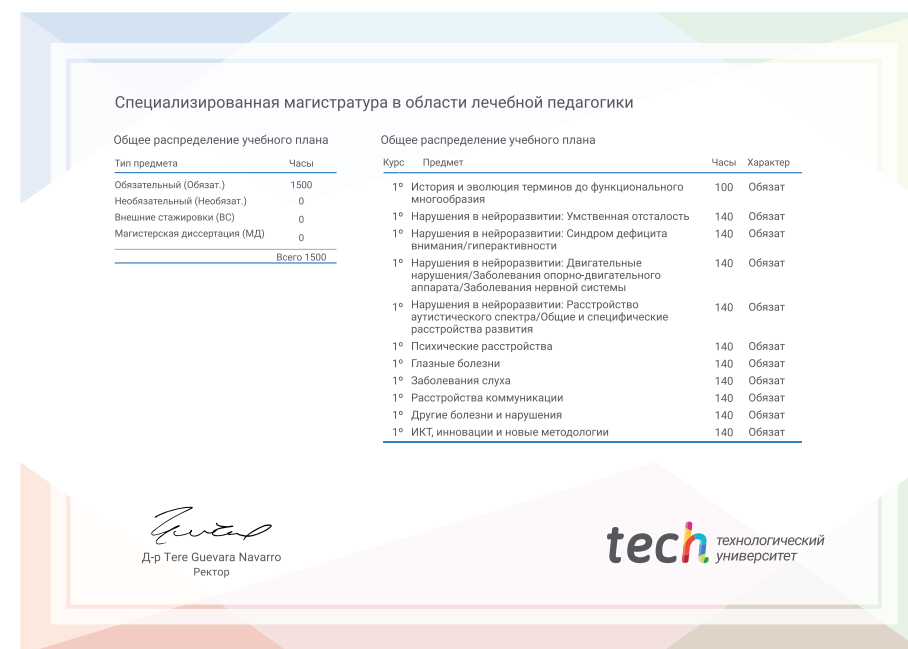 Специализированная магистратура в области лечебной педагогики
Общее распределение учебного плана
Тип предмета Часы
Обязательный (Обязат.) 1500
Необязательный (Необязат.) 0
Внешние стажировки (ВС) 0
Магистерская диссертация (МД) 0
Всего 1500
Общее распределение учебного плана
Курс Предмет Часы Характер
1º История и эволюция терминов до функционального 100 Обязат
многообразия
1º Нарушения в нейроразвитии: Умственная отсталость 140 Обязат
1º Нарушения в нейроразвитии: Синдром дефицита 140 Обязат
внимания/гиперактивности
1º Нарушения в нейроразвитии: Двигательные 140 Обязат
нарушения/Заболевания опорно-двигательного
аппарата/Заболевания нервной системы
1º Нарушения в нейроразвитии: Расстройство 140 Обязат
аутистического спектра/Общие и специфические
расстройства развития
1º Психические расстройства 140 Обязат
1º Глазные болезни 140 Обязат
1º Заболевания слуха 140 Обязат
1º Расстройства коммуникации 140 Обязат
1º Другие болезни и нарушения 140 Обязат
1º ИКТ, инновации и новые методологии 140 Обязат
Д-р Tere Guevara Navarro
Ректор
tech технологический
университет